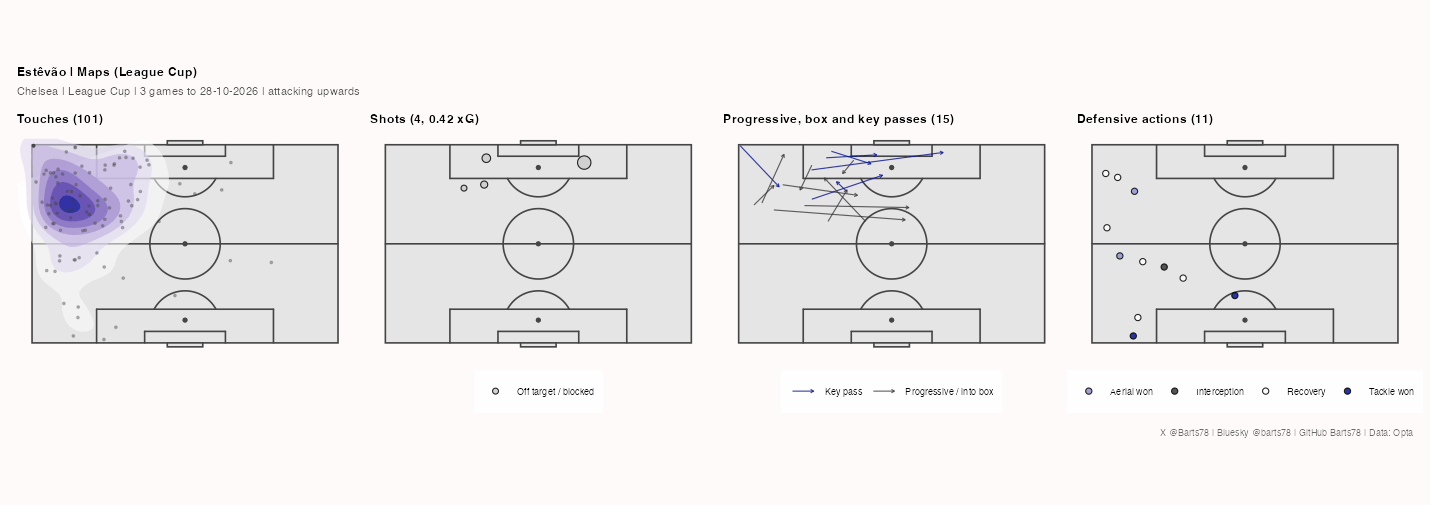 Estêvão | Maps (League Cup)
Chelsea | League Cup | 3 games to 28-10-2026 | attacking upwards
Touches (101)
Shots (4, 0.42 xG)
Progressive, box and key passes (15)
Defensive actions (11)
Off target / blocked
Key pass
Progressive / into box
Aerial won
Interception
Recovery
Tackle won
X @Barts78 | Bluesky @barts78 | GitHub Barts78 | Data: Opta